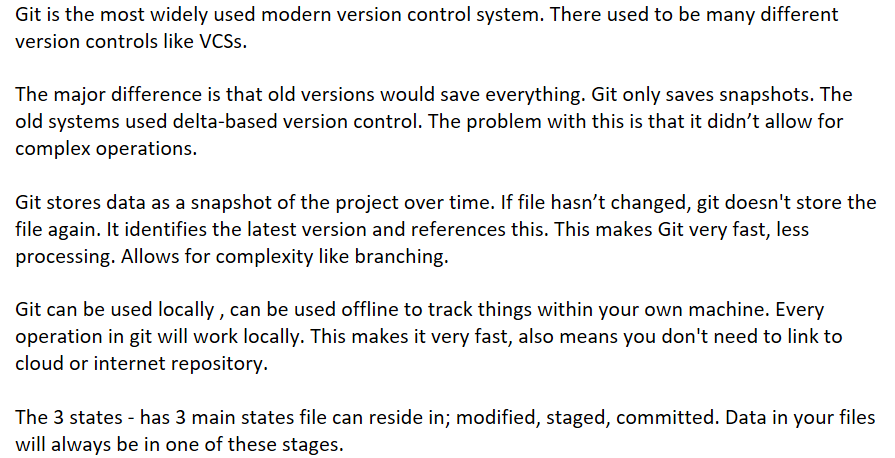 Git is the most widely used modern version control system. There used to be many different
version controls like VCSs.
The major difference is that old versions would save everything. Git only saves snapshots. The
old systems used delta-based version control. The problem with this is that it didn’t allow for
complex operations.
Git stores data as a snapshot of the project over time. If file hasn’t changed, git doesn't store the
file again. It identifies the latest version and references this. This makes Git very fast, less
processing. Allows for complexity like branching.
Git can be used locally , can be used offline to track things within your own machine. Every
operation in git will work locally. This makes it very fast, also means you don't need to link to
cloud or internet repository.
The 3 states - has 3 main states file can reside in; modified, staged, committed. Data in your files
will always be in one of these stages.